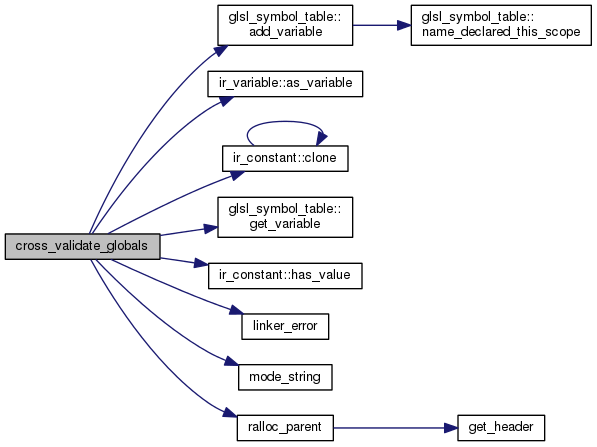 glsl_symbol_table::
add_variable
glsl_symbol_table::
name_declared_this_scope
ir_variable::as_variable
ir_constant::clone
glsl_symbol_table::
get_variable
cross_validate_globals
ir_constant::has_value
linker_error
mode_string
ralloc_parent
get_header